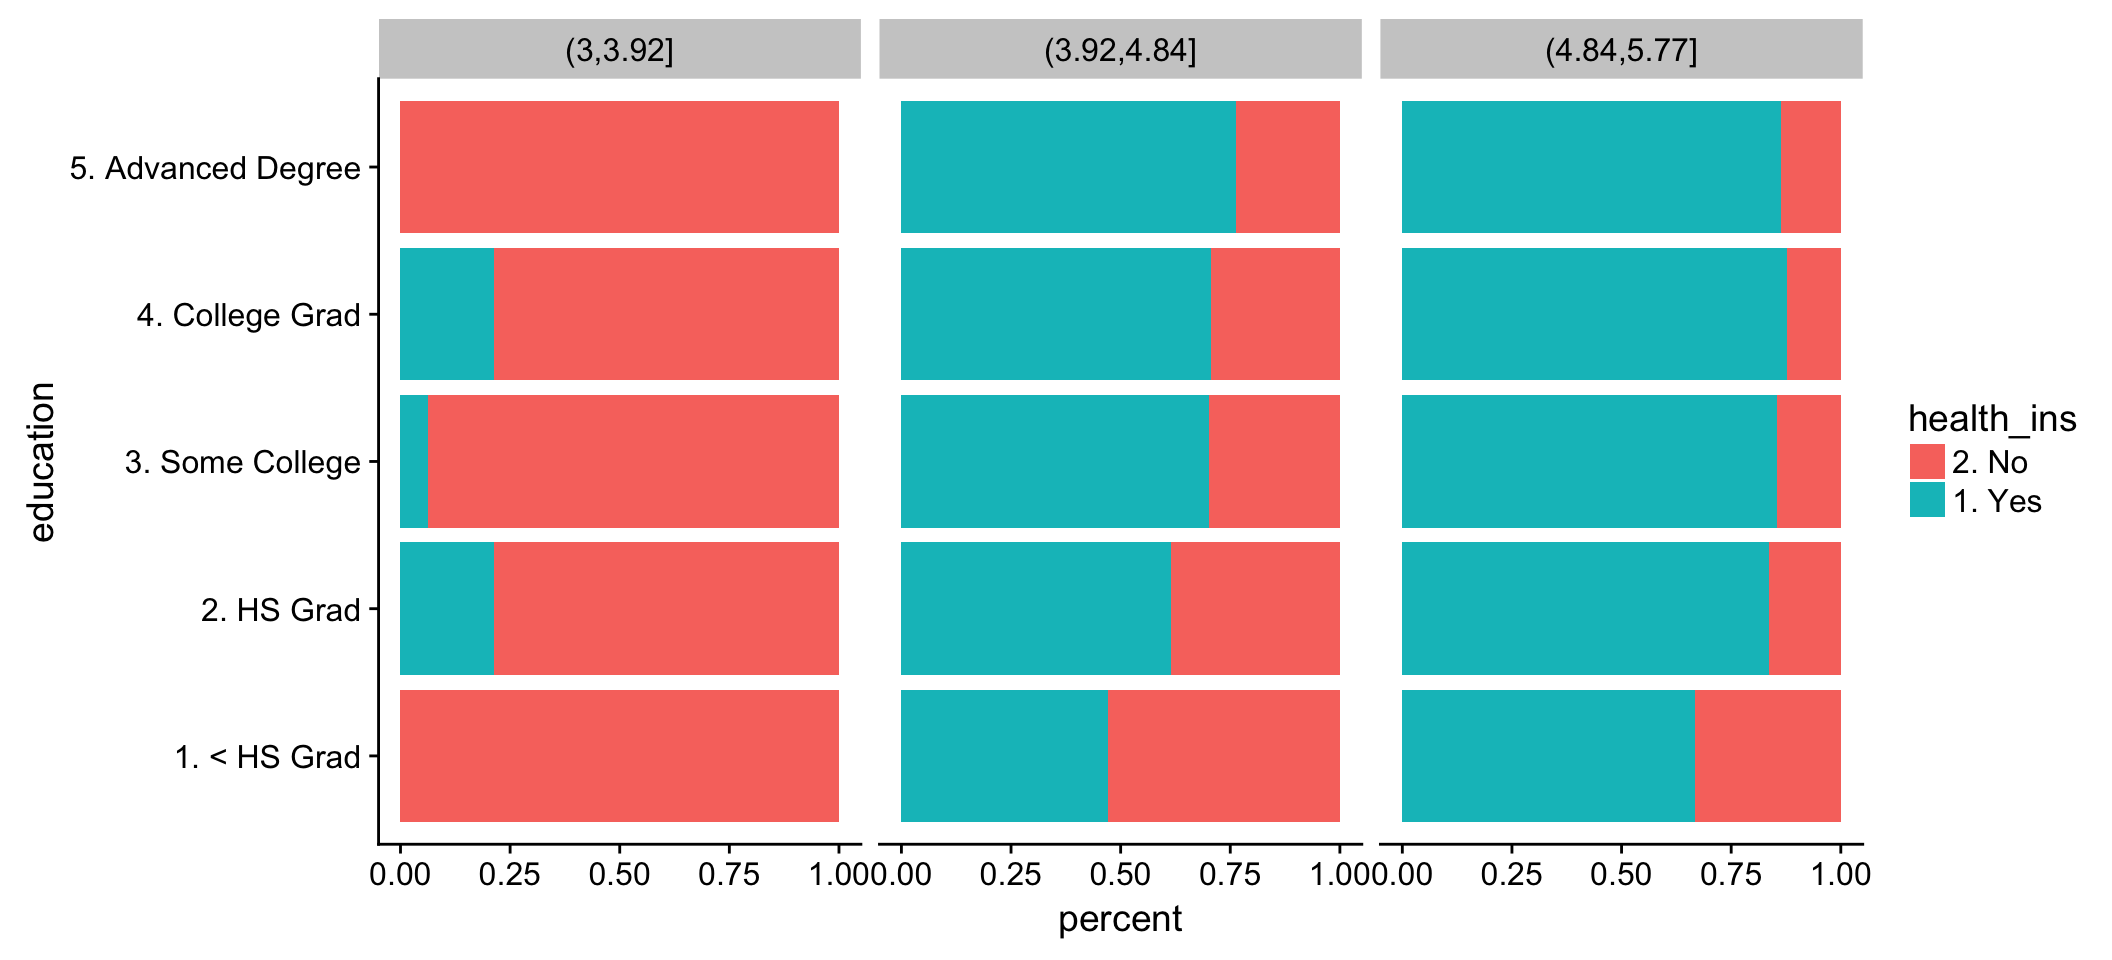 (3,3.92]
(3.92,4.84]
(4.84,5.77]
5. Advanced Degree
4. College Grad
3. Some College
2. HS Grad
1. < HS Grad
education
0.00 0.25 0.50 0.75 1.00
0.00 0.25 0.50 0.75 1.00
0.00 0.25 0.50 0.75 1.00
percent
health_ins
2. No
1. Yes